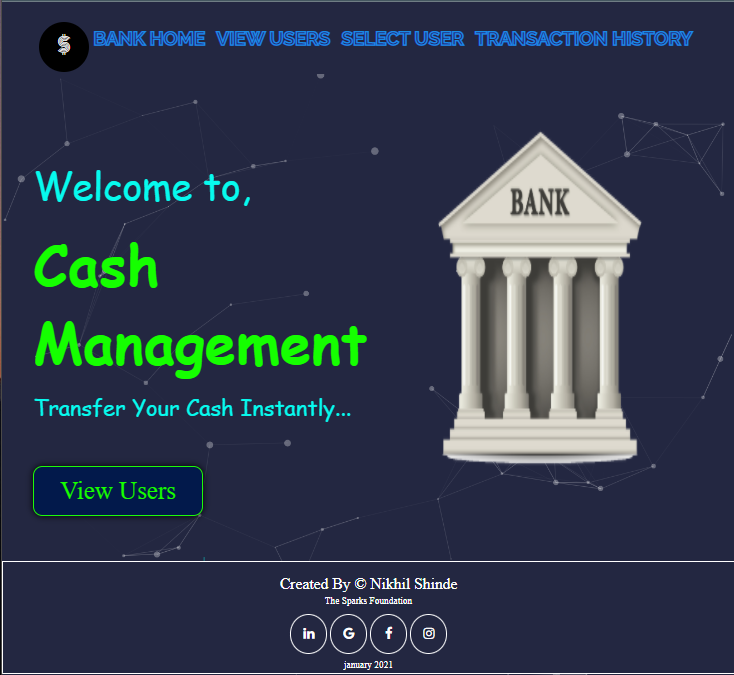 $ BANK HOME VIEW USERS SELECT USER TRANSACTION HISTORY
Welcome to,
BANK
Cash
Management
Transfer Your Cash Instantly...
View Users
Created By © Nikhil Shinde
The Sparks Foundation
in G f
january 2021